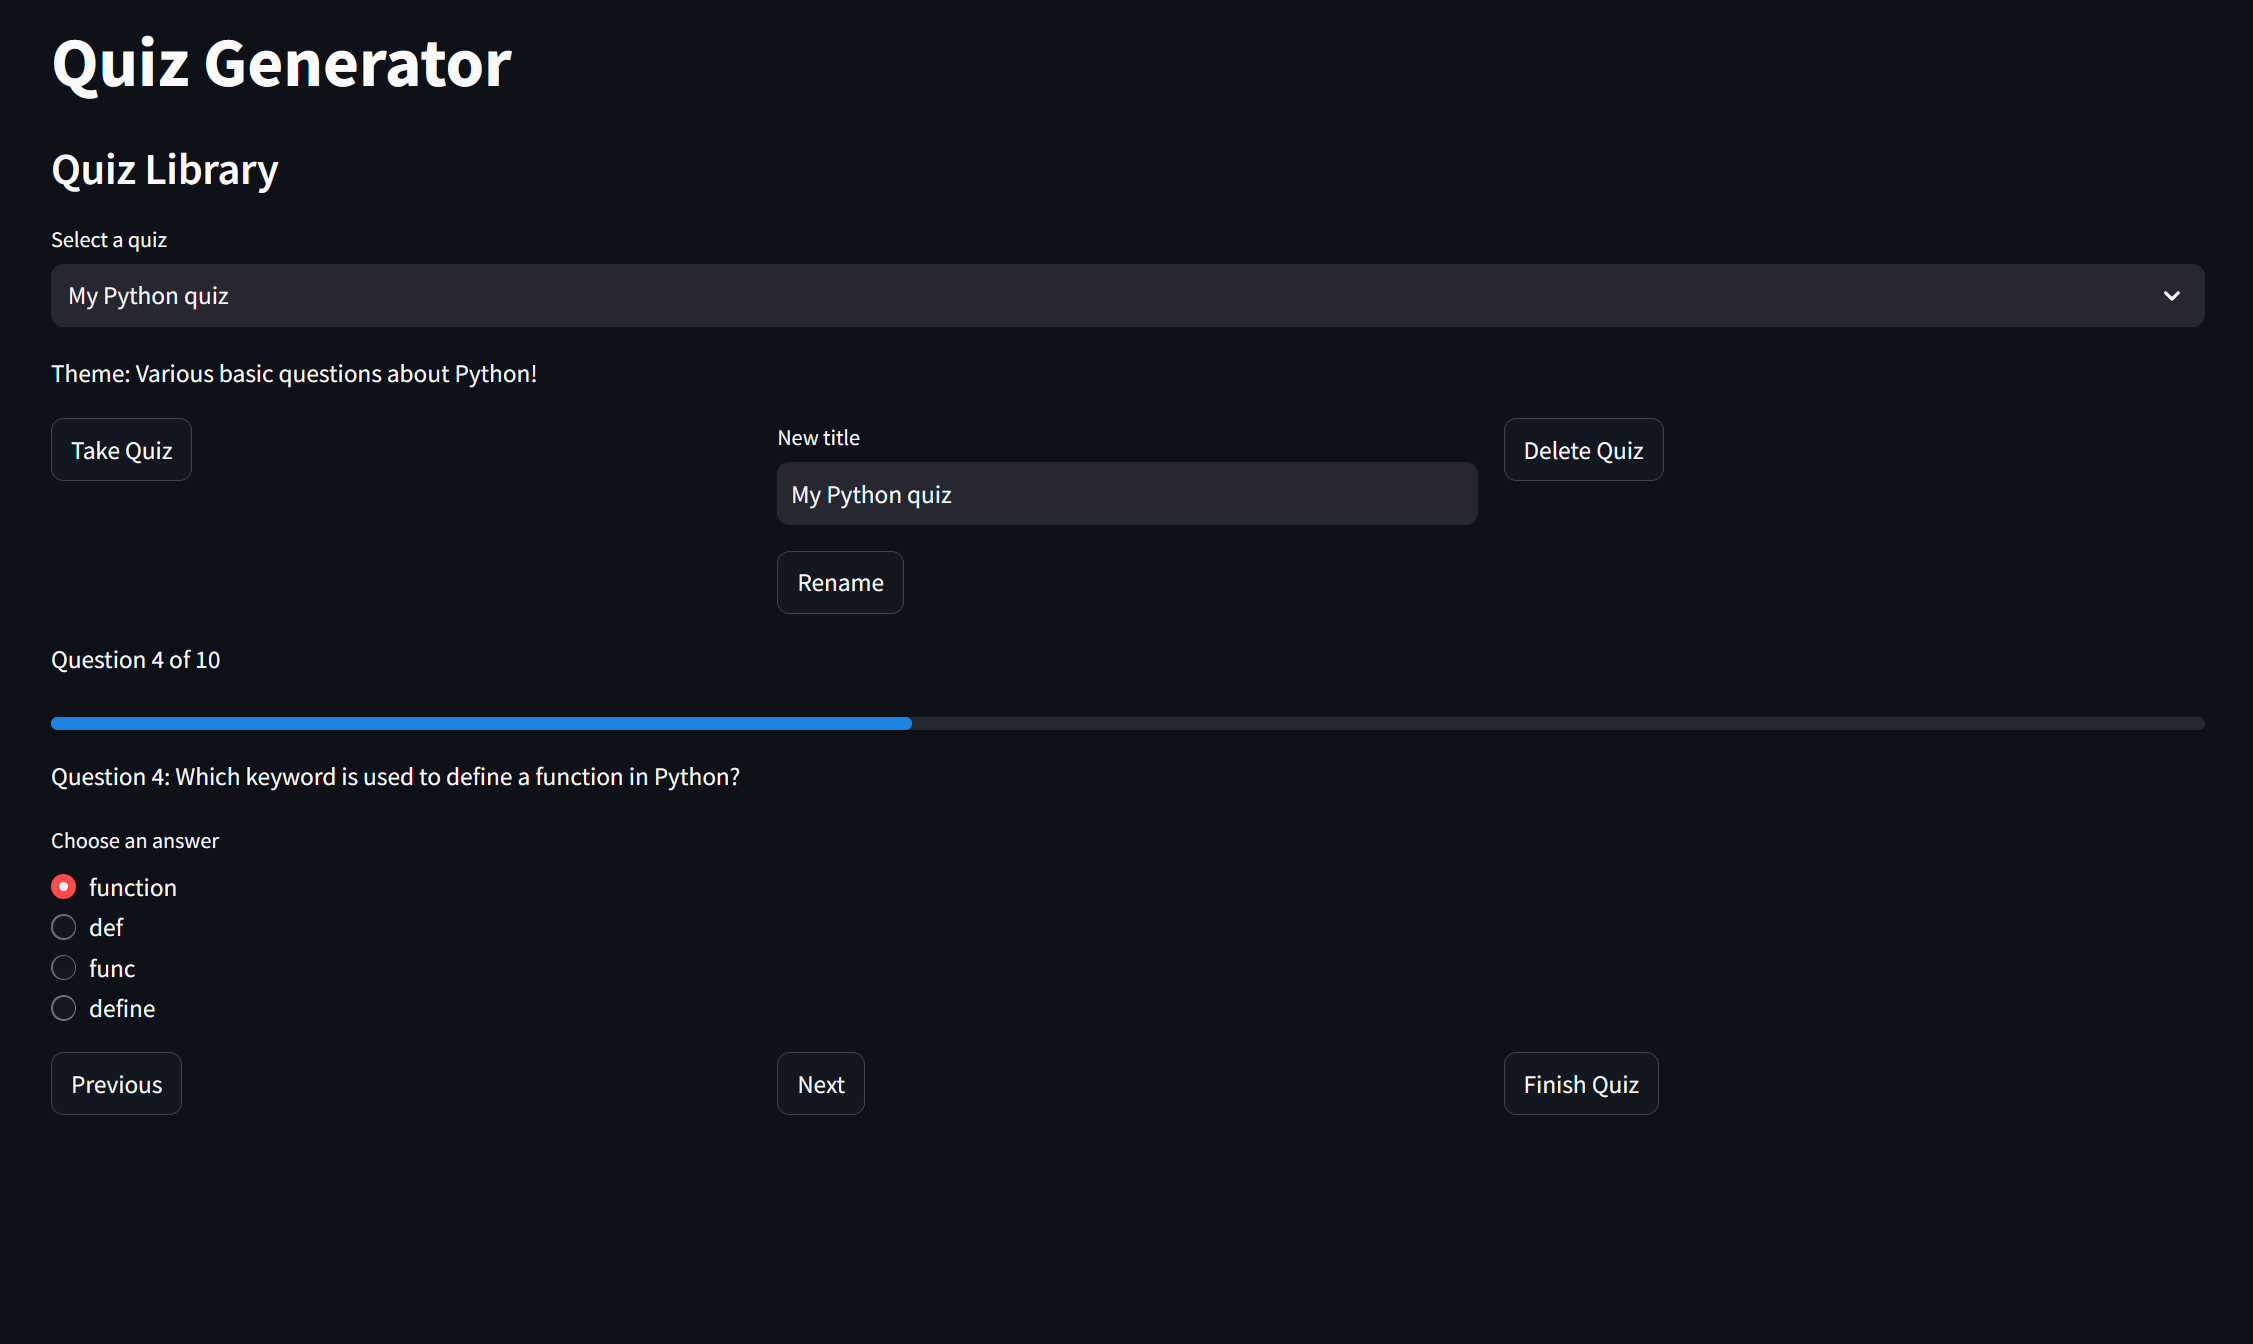 Quiz Generator
Quiz Library
Select a quiz
My Python quiz
Theme: Various basic questions about Python!
Take Quiz
New title
My Python quiz
Rename
Delete Quiz
Question 4 of 10
Question 4: Which keyword is used to define a function in Python?
Choose an answer
function
def
func
define
Previous
Next
Finish Quiz